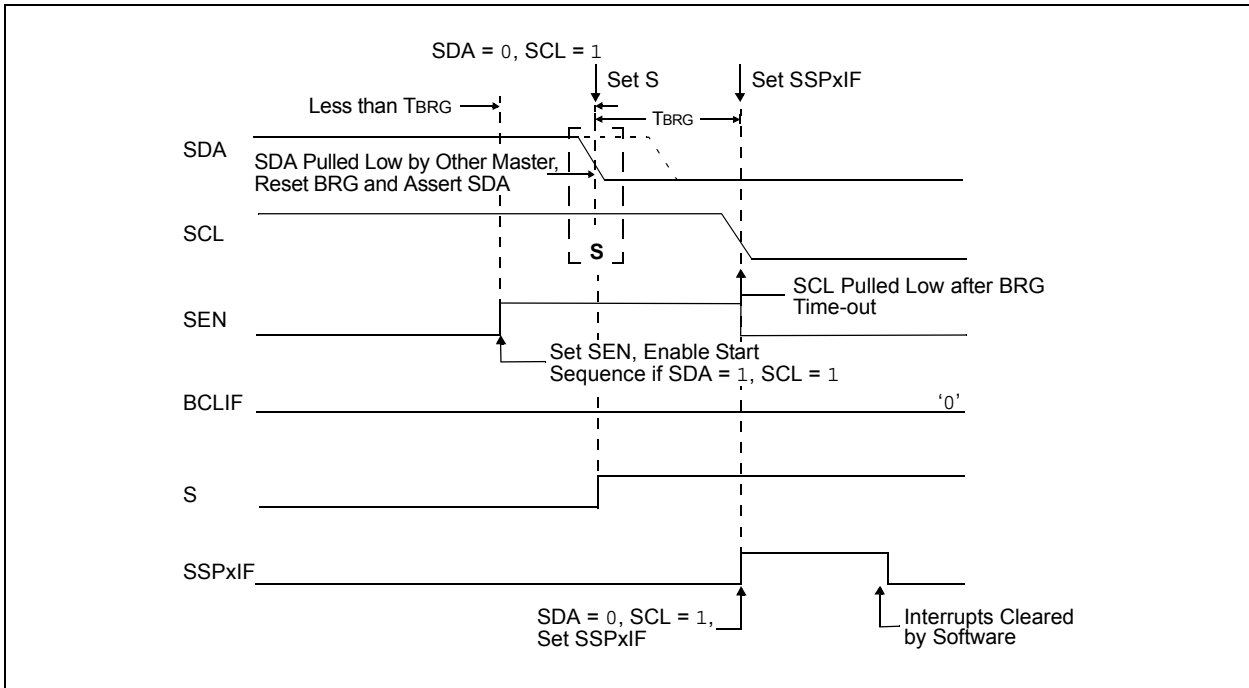 SDA = 0, SCL = 1
Set S
Set SSPxIF
Less than TBRG
TBRG
SDA
SDA Pulled Low by Other Master,
Reset BRG and Assert SDA
SCL
S
SCL Pulled Low after BRG
Time-out
SEN
Set SEN, Enable Start
Sequence if SDA = 1, SCL = 1
BCLIF
‘0’
S
SSPxIF
SDA = 0, SCL = 1,
Set SSPxIF
Interrupts Cleared
by Software